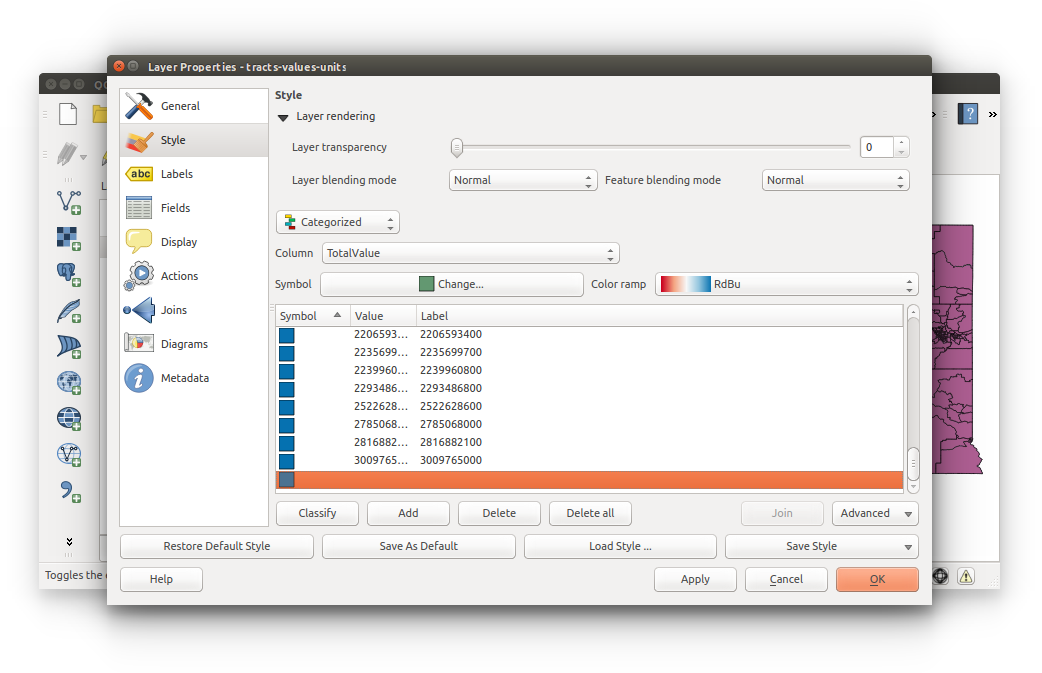 Layer Properties - tracts-values-units
General
Style
Labels
Fields
Display
Actions
Joins
Diagrams
Metadata
abc
Style
Layer rendering
Layer transparency
0
Layer blending mode Normal Feature blending mode Normal
Categorized
Column TotalValue
Symbol Change... Color ramp RdBu
Symbol Value Label
2206593... 2206593400
2235699... 2235699700
2239960... 2239960800
2293486... 2293486800
2522628... 2522628600
2785068... 2785068000
2816882... 2816882100
3009765... 3009765000
Classify Add Delete Delete all Join Advanced
Restore Default Style Save As Default Load Style ... Save Style
Help Apply Cancel OK
Toggles the